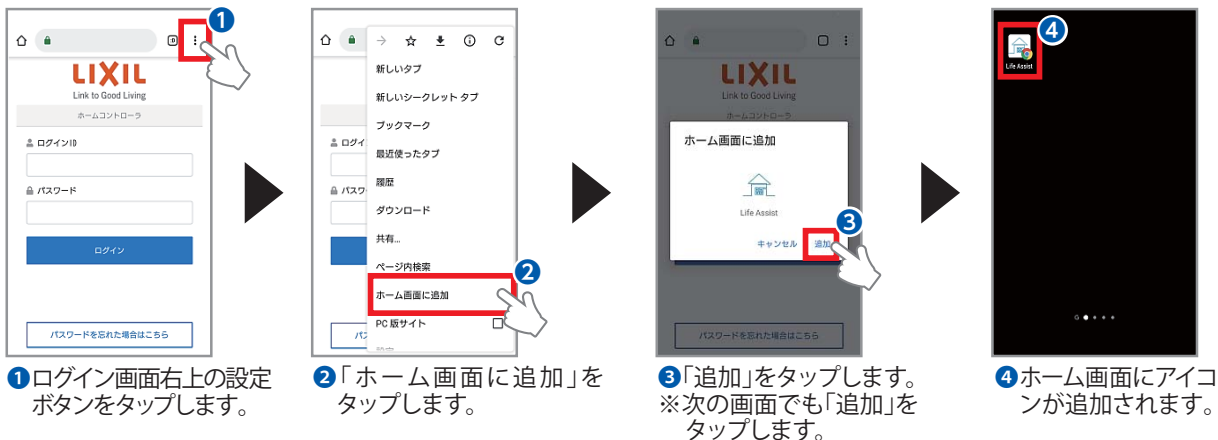 1
LIXIL
Link to Good Living
ホームコントローラ
ログインID
パスワード
ログイン
パスワードを忘れた場合はこちら
❶ログイン画面右上の設定
ボタンをタップします。
新しいタブ
新しいシークレット タブ
ブックマーク
最近使ったタブ
履歴
ダウンロード
共有...
ページ内検索
2
ホーム画面に追加
PC 版サイト
ログイ
パスワ
❷「ホーム画面に追加」を
タップします。
LIXIL
Link to Good Living
ホームコントローラ
ホーム画面に追加
Life Assist
3
キャンセル 追加
パスワードを忘れた場合はこちら
❸「追加」をタップします。
※次の画面でも「追加」を
タップします。
4
Life Assist
G
❹ホーム画面にアイコ
ンが追加されます。